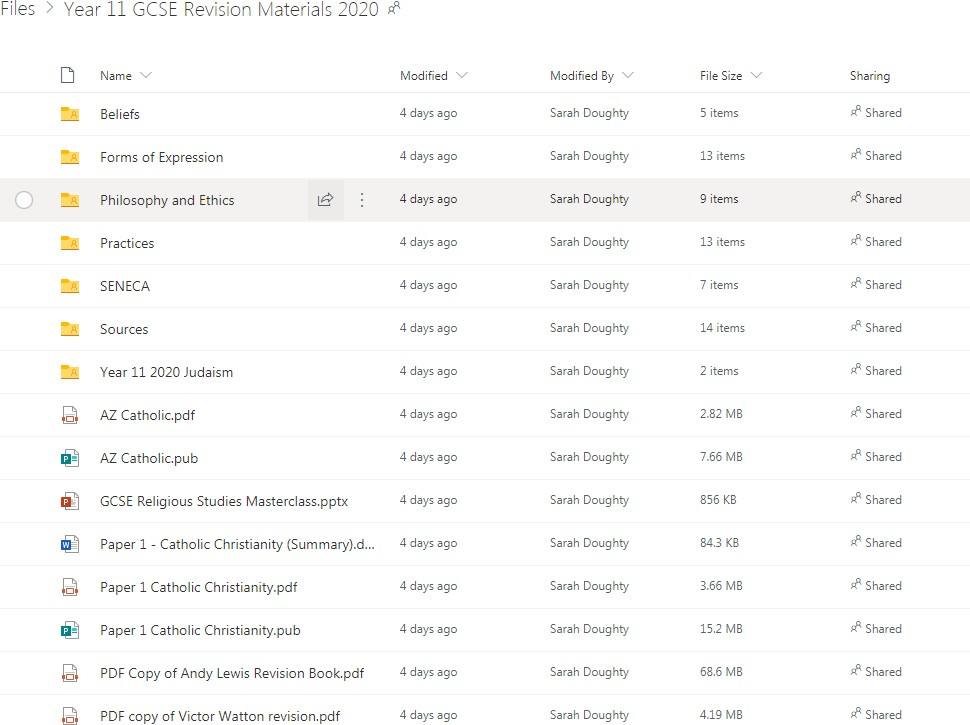 Files > Year 11 GCSE Revision Materials 2020
Name Modified Modified By File Size Sharing
Beliefs 4 days ago Sarah Doughty 5 items Shared
Forms of Expression 4 days ago Sarah Doughty 13 items Shared
Philosophy and Ethics 4 days ago Sarah Doughty 9 items Shared
Practices 4 days ago Sarah Doughty 13 items Shared
SENECA 4 days ago Sarah Doughty 7 items Shared
Sources 4 days ago Sarah Doughty 14 items Shared
Year 11 2020 Judaism 4 days ago Sarah Doughty 2 items Shared
AZ Catholic.pdf 4 days ago Sarah Doughty 2.82 MB Shared
AZ Catholic.pub 4 days ago Sarah Doughty 7.66 MB Shared
GCSE Religious Studies Masterclass.pptx 4 days ago Sarah Doughty 856 KB Shared
Paper 1 - Catholic Christianity (Summary).d... 4 days ago Sarah Doughty 84.3 KB Shared
Paper 1 Catholic Christianity.pdf 4 days ago Sarah Doughty 3.66 MB Shared
Paper 1 Catholic Christianity.pub 4 days ago Sarah Doughty 15.2 MB Shared
PDF Copy of Andy Lewis Revision Book.pdf 4 days ago Sarah Doughty 68.6 MB Shared
PDF copy of Victor Watton revision.pdf 4 days ago Sarah Doughty 4.19 MB Shared